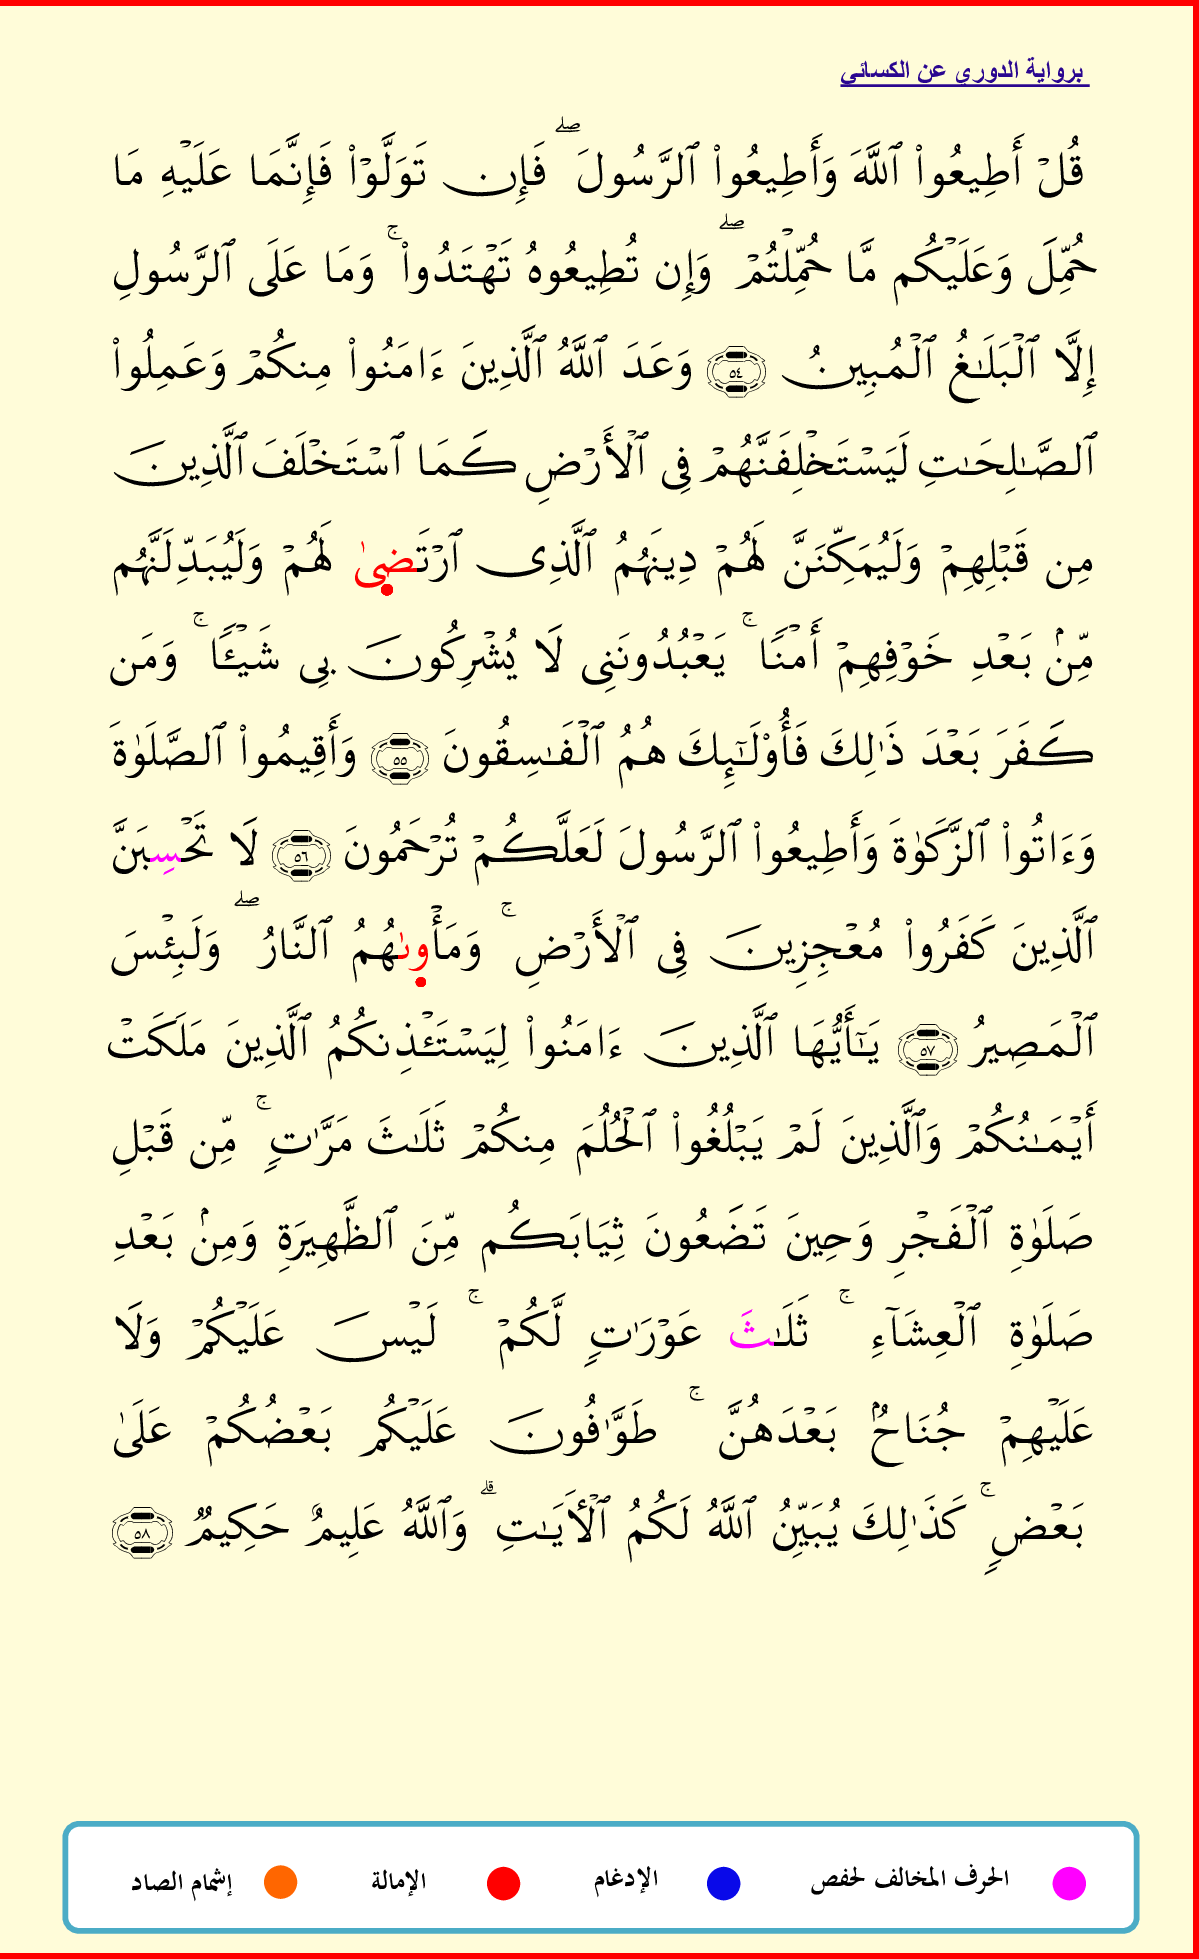 برواية الدوري عن الكسائي
قُلۡ أَطِيعُواْ ٱللَّهَ وَأَطِيعُواْ ٱلرَّسُولَۖ فَإِن تَوَلَّوۡاْ فَإِنَّمَا عَلَيۡهِ مَا
حُمِّلَ وَعَلَيۡكُم مَّا حُمِّلۡتُمۡۖ وَإِن تُطِيعُوهُ تَهۡتَدُواْۚ وَمَا عَلَى ٱلرَّسُولِ
إِلَّا ٱلۡبَلَٰغُ ٱلۡمُبِينُ ٥٤ وَعَدَ ٱللَّهُ ٱلَّذِينَ ءَامَنُواْ مِنكُمۡ وَعَمِلُواْ
ٱلصَّٰلِحَٰتِ لَيَسۡتَخۡلِفَنَّهُمۡ فِى ٱلۡأَرۡضِ كَمَا ٱسۡتَخۡلَفَ ٱلَّذِينَ
مِن قَبۡلِهِمۡ وَلَيُمَكِّنَنَّ لَهُمۡ دِينَهُمُ ٱلَّذِى ٱرۡتَضىٰ لَهُمۡ وَلَيُبَدِّلَنَّهُم
مِّنۢ بَعۡدِ خَوۡفِهِمۡ أَمۡنٗاۚ يَعۡبُدُونَنِى لَا يُشۡرِكُونَ بِى شَيۡـٔٗاۚ وَمَن
كَفَرَ بَعۡدَ ذَٰلِكَ فَأُوْلَٰٓئِكَ هُمُ ٱلۡفَٰسِقُونَ ٥٥ وَأَقِيمُواْ ٱلصَّلَوٰةَ
وَءَاتُواْ ٱلزَّكَوٰةَ وَأَطِيعُواْ ٱلرَّسُولَ لَعَلَّكُمۡ تُرۡحَمُونَ ٥٦ لَا تَحۡسِبَنَّ
ٱلَّذِينَ كَفَرُواْ مُعۡجِزِينَ فِى ٱلۡأَرۡضِۚ وَمَأۡوىٰهُمُ ٱلنَّارُۖ وَلَبِئۡسَ
ٱلۡمَصِيرُ ٥٧ يَٰٓأَيُّهَا ٱلَّذِينَ ءَامَنُواْ لِيَسۡتَـٔۡذِنكُمُ ٱلَّذِينَ مَلَكَتۡ
أَيۡمَٰنُكُمۡ وَٱلَّذِينَ لَمۡ يَبۡلُغُواْ ٱلۡحُلُمَ مِنكُمۡ ثَلَٰثَ مَرَّٰتٖۚ مِّن قَبۡلِ
صَلَوٰةِ ٱلۡفَجۡرِ وَحِينَ تَضَعُونَ ثِيَابَكُم مِّنَ ٱلظَّهِيرَةِ وَمِنۢ بَعۡدِ
صَلَوٰةِ ٱلۡعِشَآءِۚ ثَلَٰثَ عَوۡرَٰتٖ لَّكُمۡۚ لَيۡسَ عَلَيۡكُمۡ وَلَا
عَلَيۡهِمۡ جُنَاحُۢ بَعۡدَهُنَّۚ طَوَّٰفُونَ عَلَيۡكُم بَعۡضُكُمۡ عَلَىٰ
بَعۡضٖۚ كَذَٰلِكَ يُبَيِّنُ ٱللَّهُ لَكُمُ ٱلۡأٓيَٰتِۗ وَٱللَّهُ عَلِيمٌ حَكِيمٞ ٥٨
الحرف المخالف لحفص الإدغام الإمالة إشمام الصاد